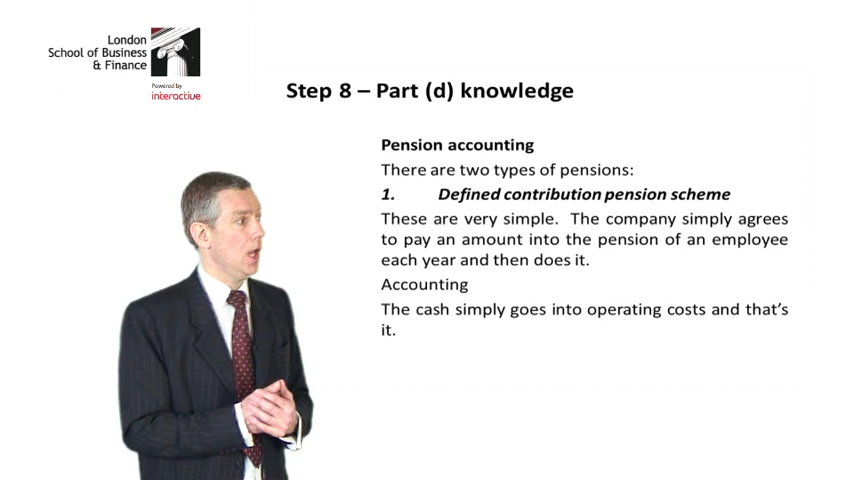 London
School of Business
& Finance
Powered by
interactive
Step 8 – Part (d) knowledge
Pension accounting
There are two types of pensions:
1. Defined contribution pension scheme
These are very simple. The company simply agrees
to pay an amount into the pension of an employee
each year and then does it.
Accounting
The cash simply goes into operating costs and that's
it.